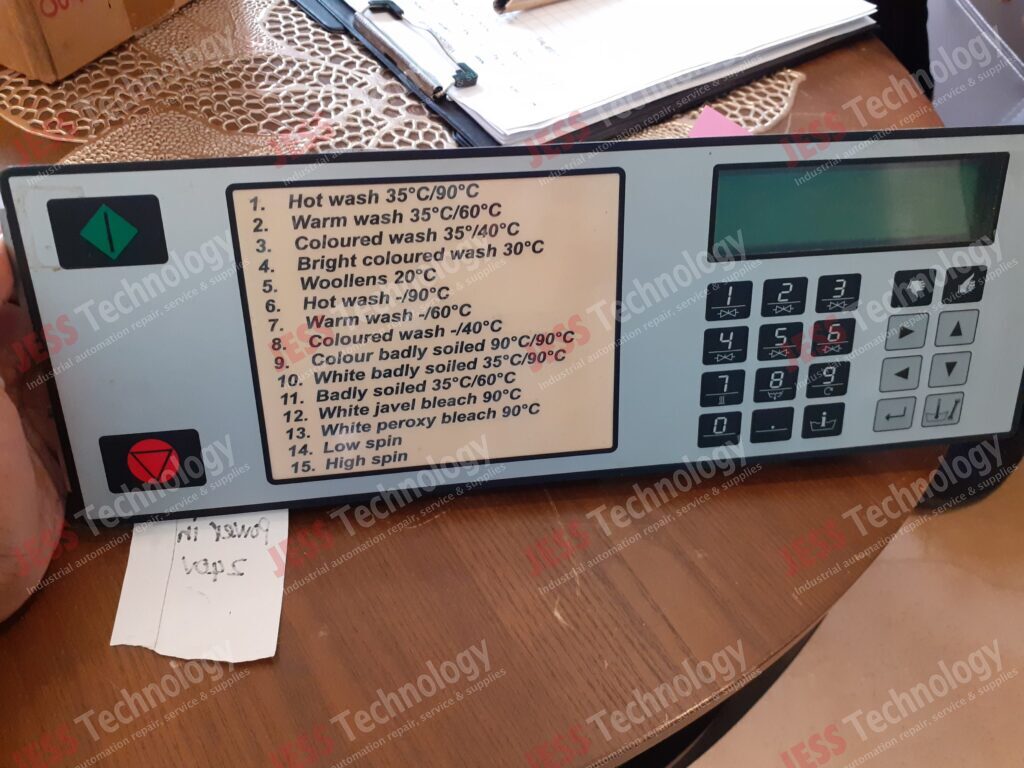 1. Hot wash 35°C/90°C
2. Warm wash 35°C/60°C
3. Coloured wash 35°/40°C
4. Bright coloured wash 30°C
5. Woollens 20°C
6. Hot wash -/90°C
7. Warm wash -/60°C
8. Coloured wash -/40°C
9. Colour badly soiled 90°C/90°C
10. White badly soiled 35°C/90°C
11. Badly soiled 35°C/60°C
12. White javel bleach 90°C
13. White peroxy bleach 90°C
14. Low spin
15. High spin
1 2 3
4 5 6
7 8 9
0 . i
Power in
JESS Technology
Industrial automation repair, service & supplies